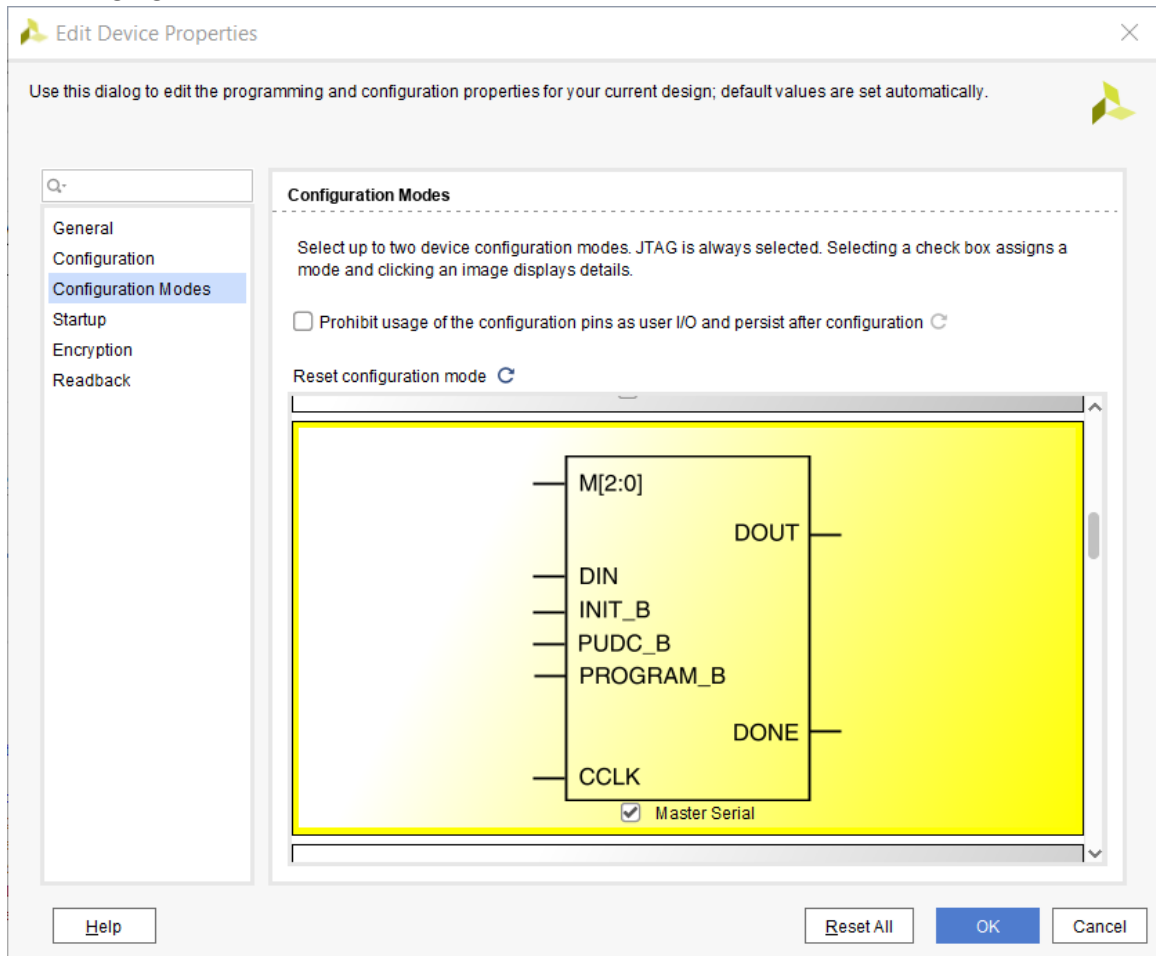 Edit Device Properties
Use this dialog to edit the programming and configuration properties for your current design; default values are set automatically.
General
Configuration
Configuration Modes
Startup
Encryption
Readback
Configuration Modes
Select up to two device configuration modes. JTAG is always selected. Selecting a check box assigns a
mode and clicking an image displays details.
Prohibit usage of the configuration pins as user I/O and persist after configuration
Reset configuration mode
M[2:0]
DOUT
DIN
INIT_B
PUDC_B
PROGRAM_B
DONE
CCLK
Master Serial
Help
Reset All
OK
Cancel